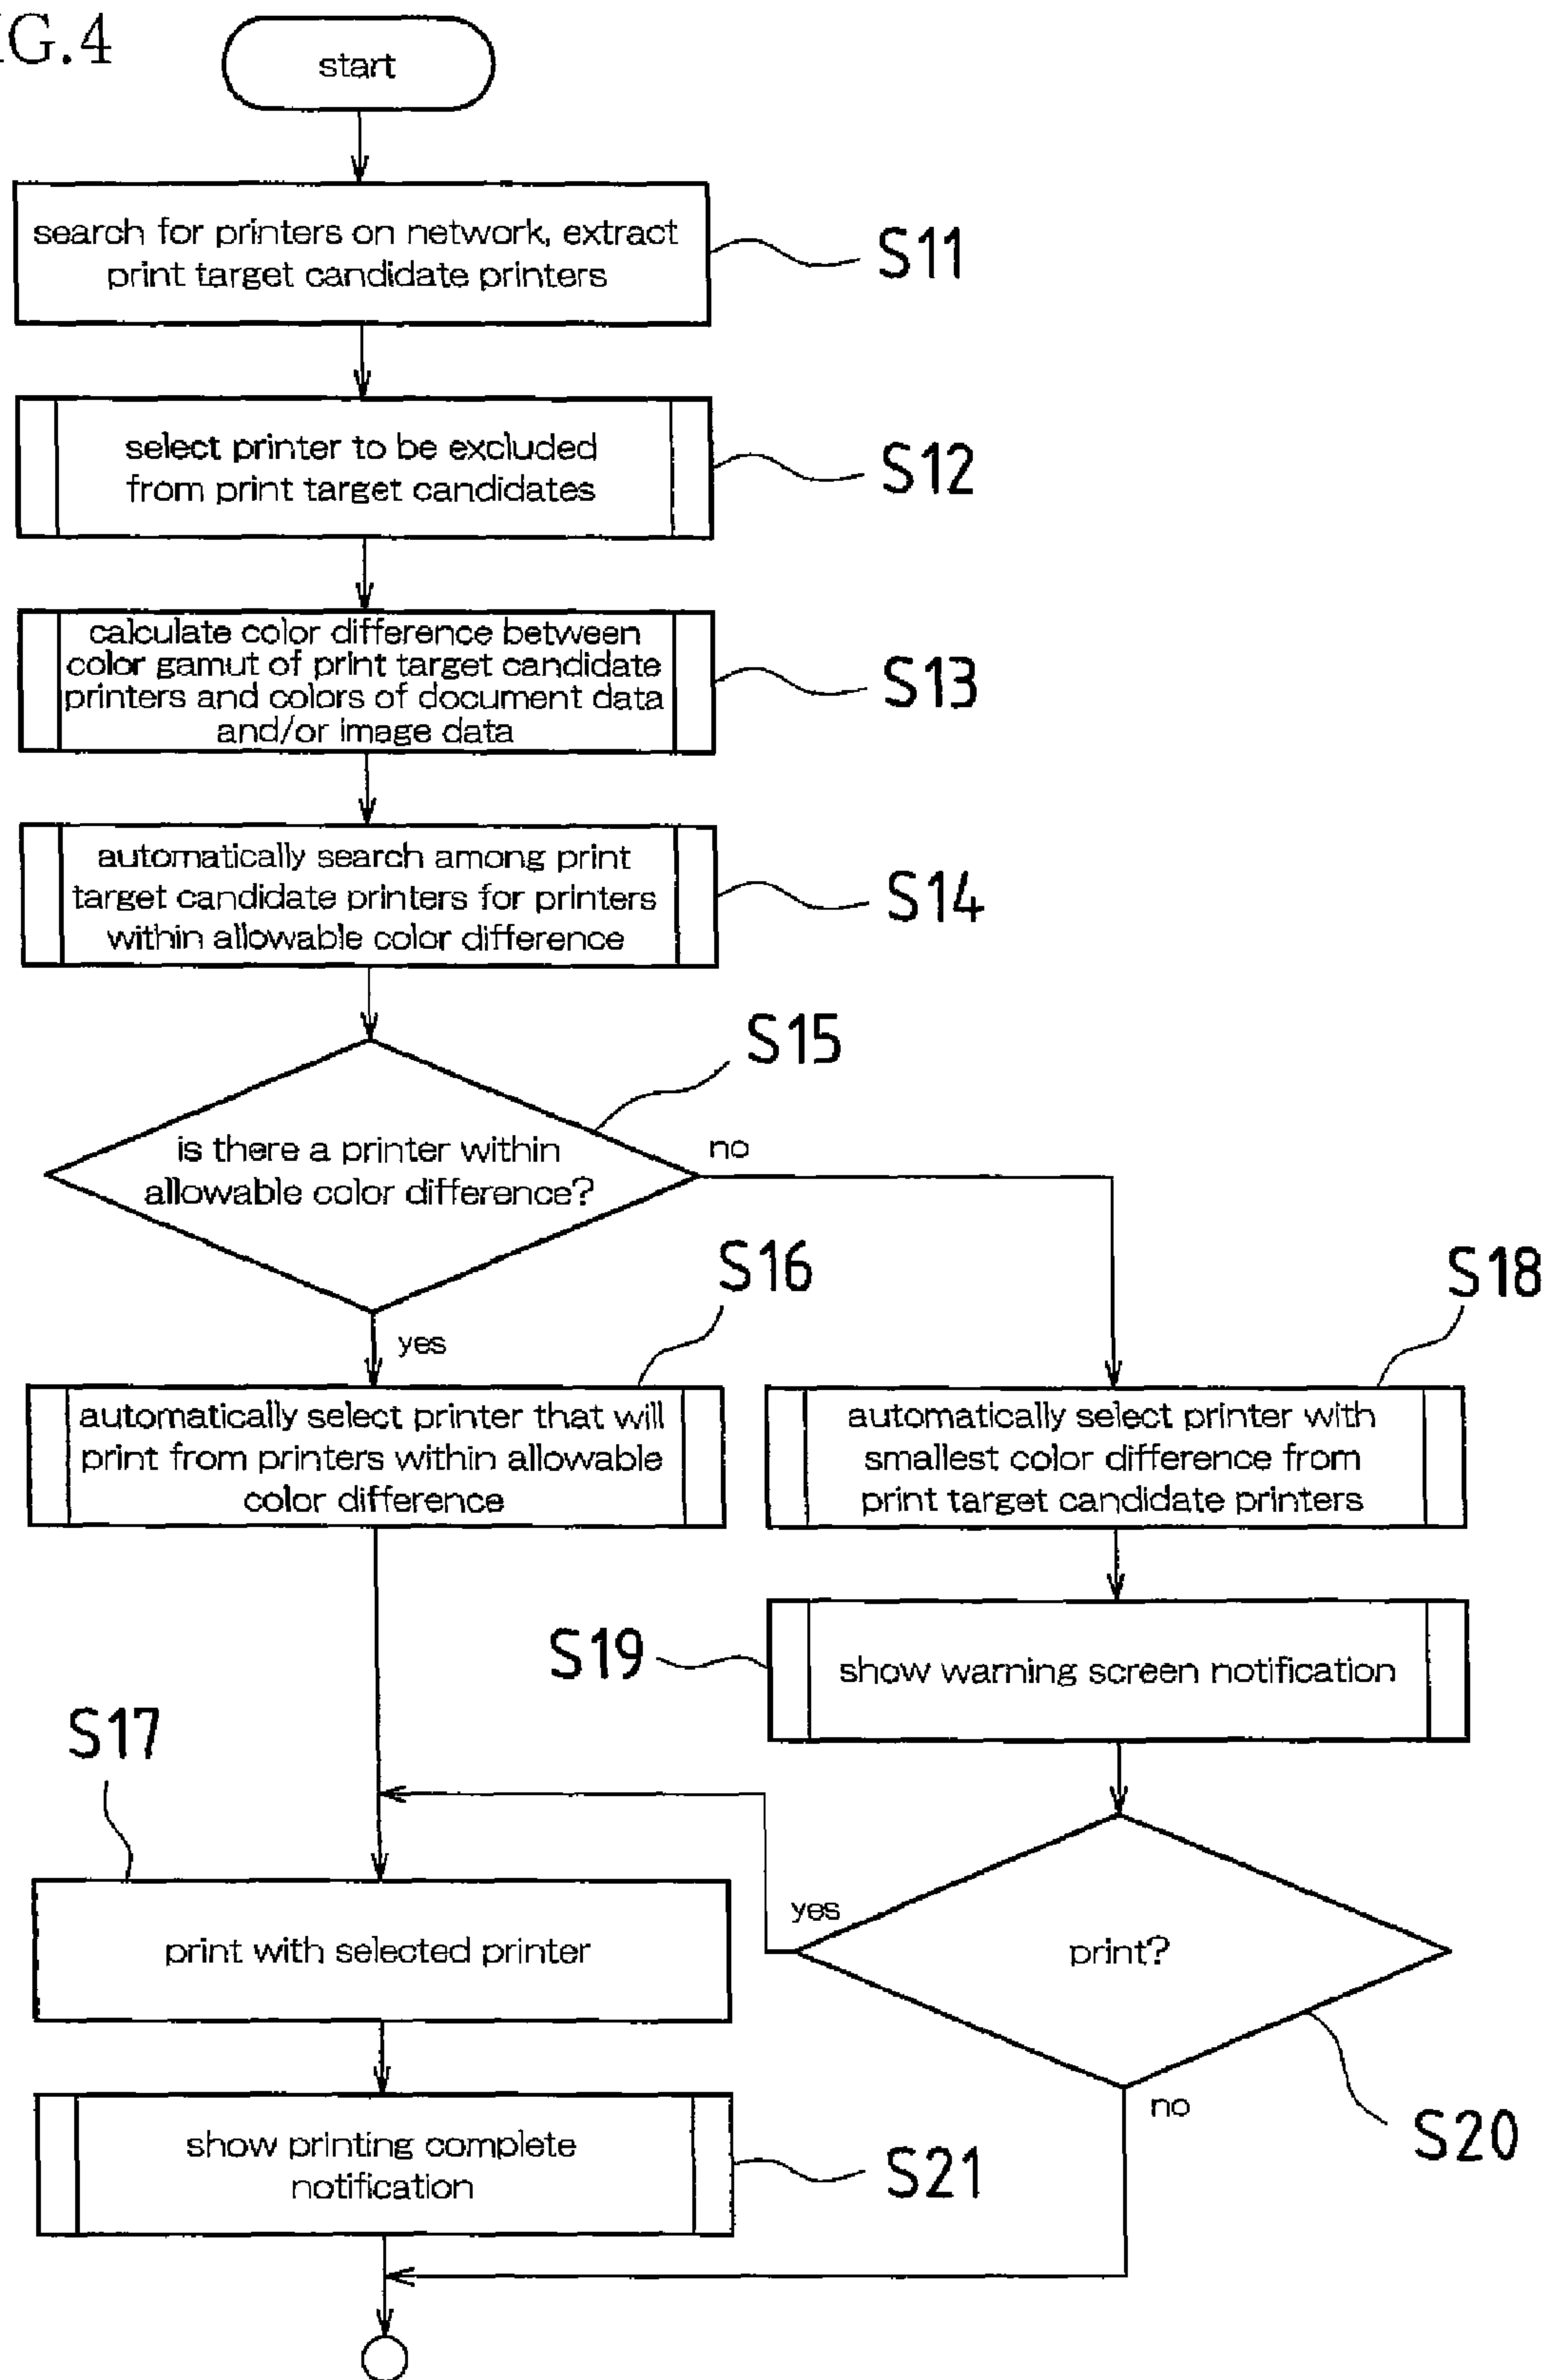 IG.4
start
search for printers on network, extract
print target candidate printers
S11
select printer to be excluded
from print target candidates
S12
calculate color difference between
color gamut of print target candidate
printers and colors of document data
and/or image data
S13
automatically search among print
target candidate printers for printers
within allowable color difference
S14
S15
is there a printer within
allowable color difference?
no
yes
S16
automatically select printer that will
print from printers within allowable
color difference
S18
automatically select printer with
smallest color difference from
print target candidate printers
S19
show warning screen notification
S17
print with selected printer
yes
print?
no
S20
show printing complete
notification
S21